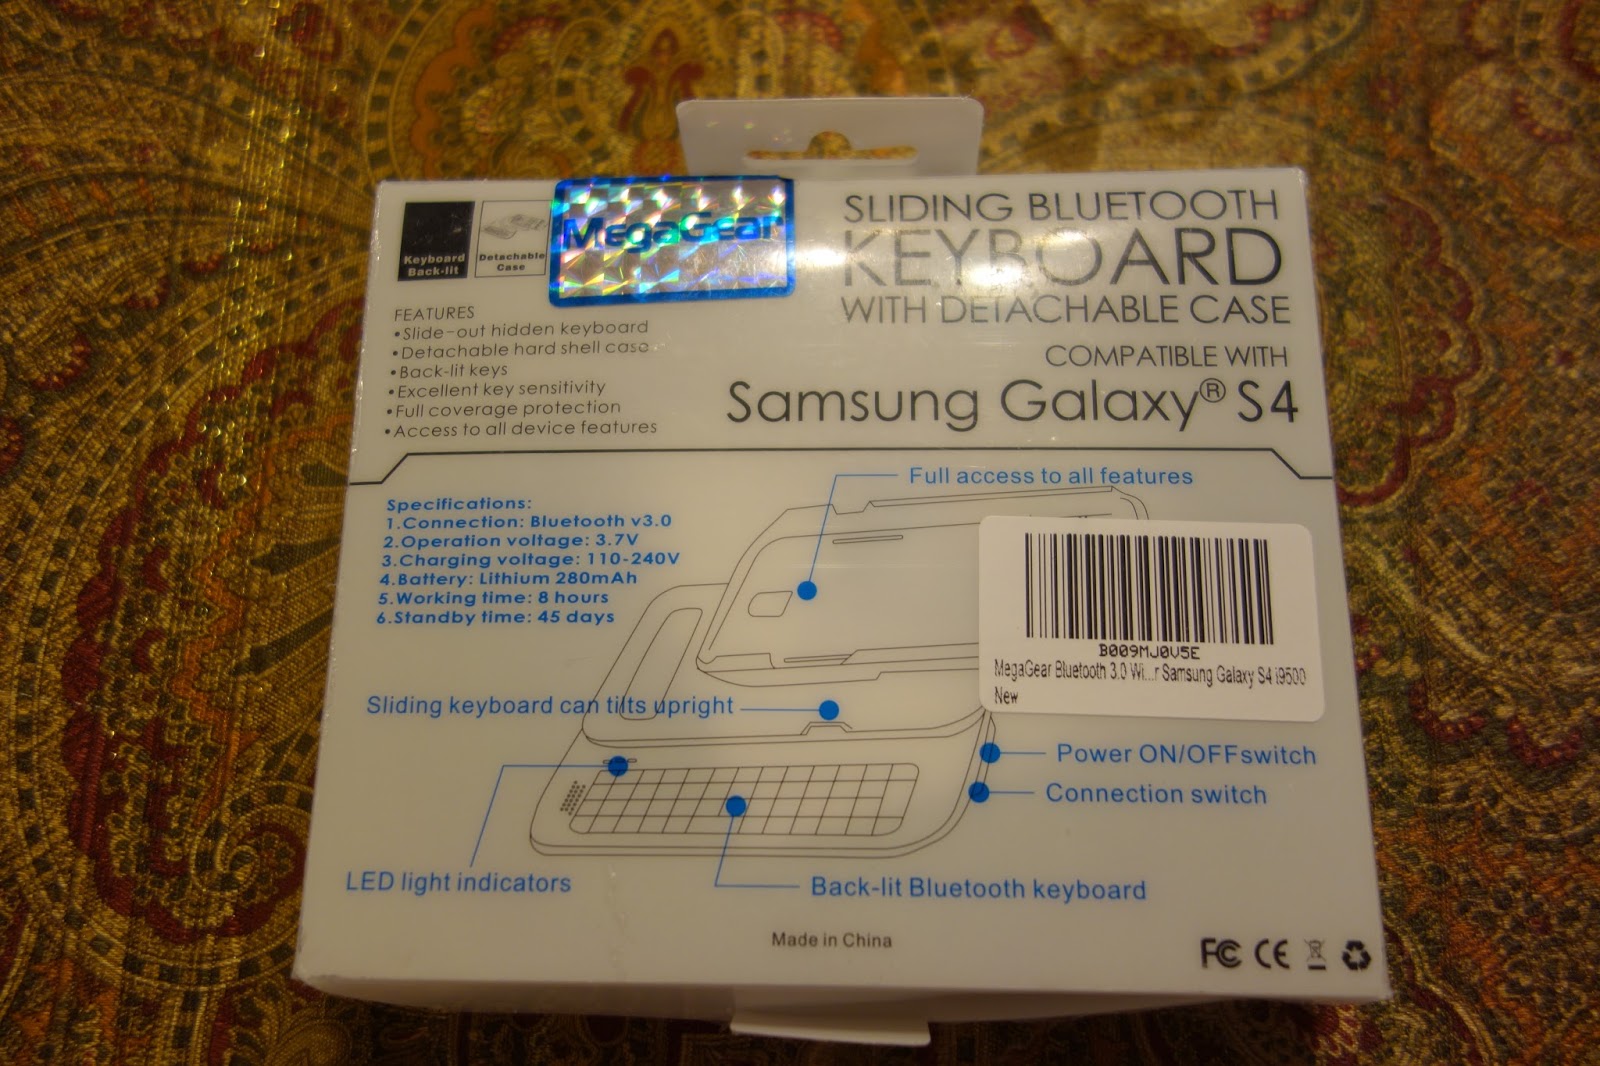 Keyboard
Back-lit
Detachable
Case
MegaGear
SLIDING BLUETOOTH
KEYBOARD
WITH DETACHABLE CASE
COMPATIBLE WITH
Samsung Galaxy® S4
FEATURES
•Slide-out hidden keyboard
•Detachable hard shell case
•Back-lit keys
•Excellent key sensitivity
•Full coverage protection
•Access to all device features
Specifications:
1.Connection: Bluetooth v3.0
2.Operation voltage: 3.7V
3.Charging voltage: 110-240V
4.Battery: Lithium 280mAh
5.Working time: 8 hours
6.Standby time: 45 days
Full access to all features
B009MJ0V5E
MegaGear Bluetooth 3.0 Wi...r Samsung Galaxy S4 i9500
New
Sliding keyboard can tilts upright
Power ON/OFFswitch
Connection switch
LED light indicators
Back-lit Bluetooth keyboard
Made in China
FC CE